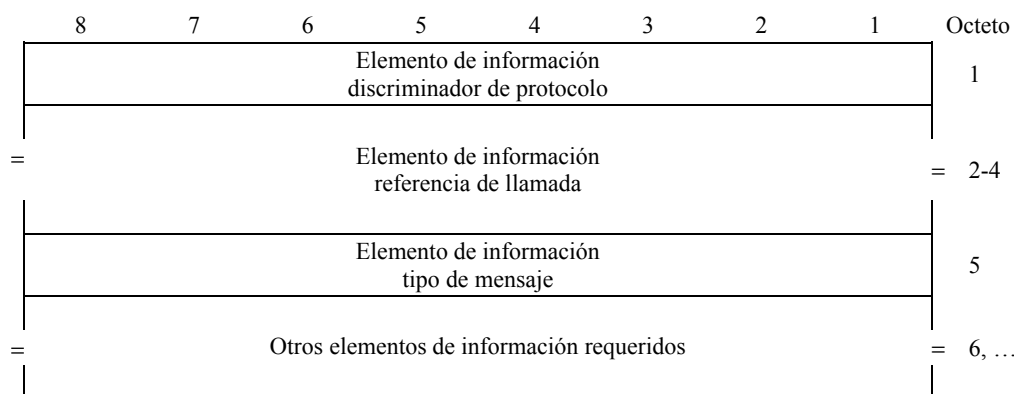 8 7 6 5 4 3 2 1 Octeto
Elemento de información
discriminador de protocolo
1
Elemento de información
referencia de llamada
= = 2-4
Elemento de información
tipo de mensaje
5
= Otros elementos de información requeridos = 6, …